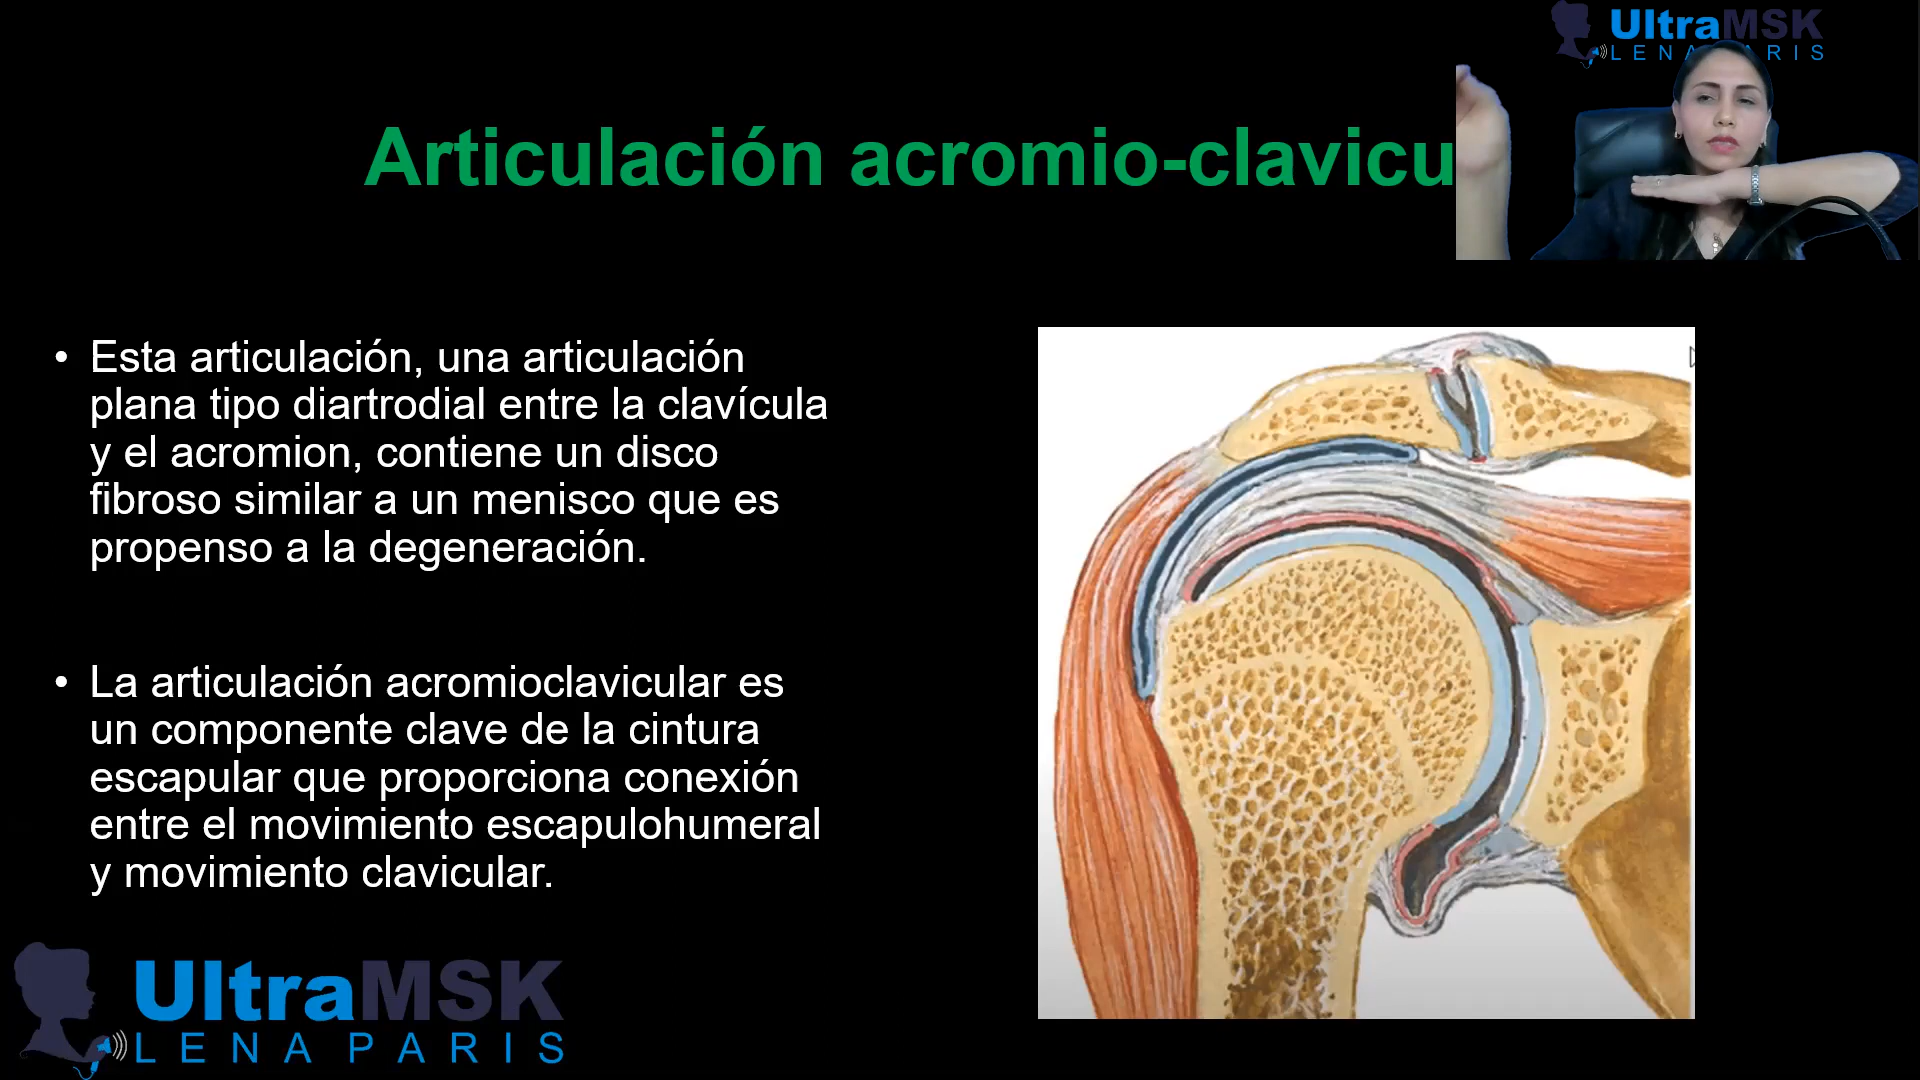 UltraMSK
LENA PARIS
Articulación acromio-clavicu
• Esta articulación, una articulación
plana tipo diartrodial entre la clavícula
y el acromion, contiene un disco
fibroso similar a un menisco que es
propenso a la degeneración.
• La articulación acromioclavicular es
un componente clave de la cintura
escapular que proporciona conexión
entre el movimiento escapulohumeral
y movimiento clavicular.
UltraMSK
LENA PARIS